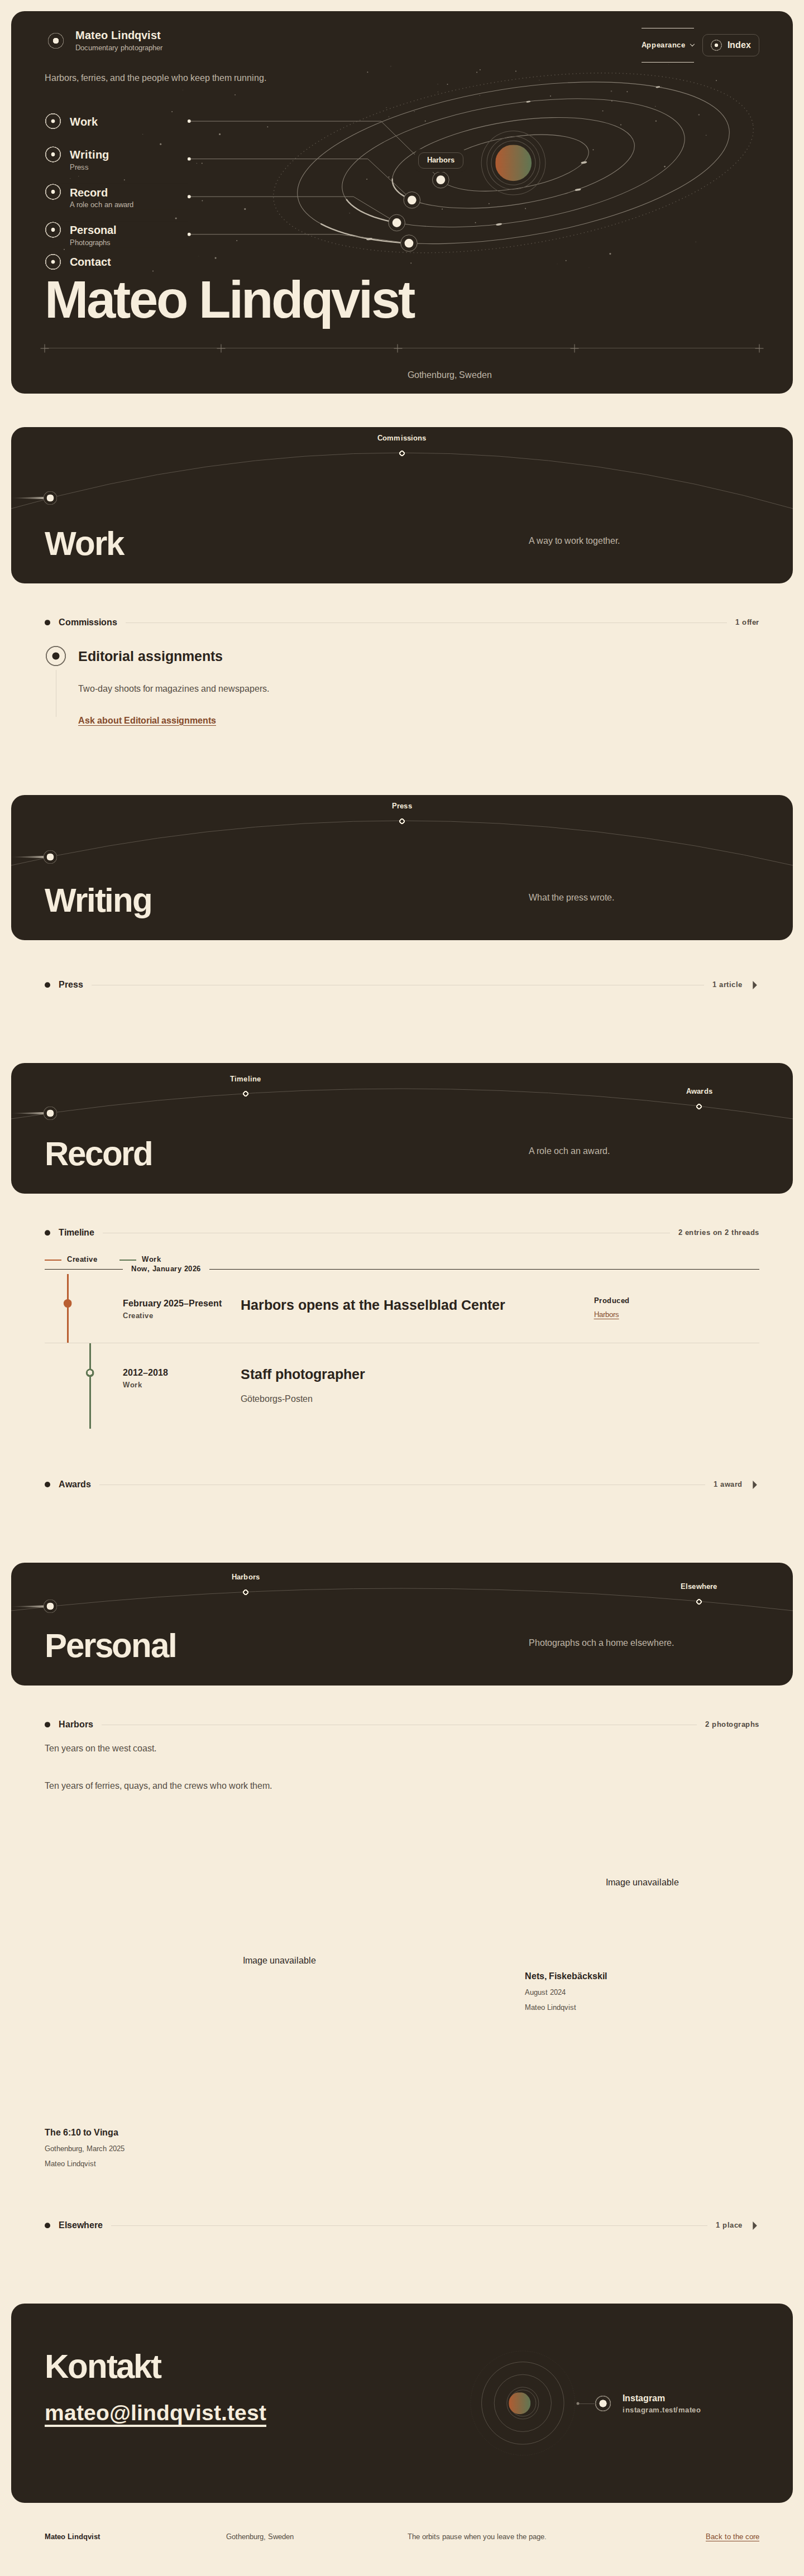 Mateo Lindqvist
Documentary photographer
Appearance
Index
Harbors, ferries, and the people who keep them running.
Work
Writing
Press
Record
A role och an award
Personal
Photographs
Contact
Harbors
Mateo Lindqvist
Gothenburg, Sweden
Commissions
Work
A way to work together.
Commissions
1 offer
Editorial assignments
Two-day shoots for magazines and newspapers.
Ask about Editorial assignments
Press
Writing
What the press wrote.
Press
1 article
Timeline
Awards
Record
A role och an award.
Timeline
2 entries on 2 threads
Creative
Work
Now, January 2026
February 2025–Present
Creative
Harbors opens at the Hasselblad Center
Produced
Harbors
2012–2018
Work
Staff photographer
Göteborgs-Posten
Awards
1 award
Harbors
Elsewhere
Personal
Photographs och a home elsewhere.
Harbors
2 photographs
Ten years on the west coast.
Ten years of ferries, quays, and the crews who work them.
Image unavailable
Image unavailable
Nets, Fiskebäckskil
August 2024
Mateo Lindqvist
The 6:10 to Vinga
Gothenburg, March 2025
Mateo Lindqvist
Elsewhere
1 place
Kontakt
mateo@lindqvist.test
Instagram
instagram.test/mateo
Mateo Lindqvist
Gothenburg, Sweden
The orbits pause when you leave the page.
Back to the core